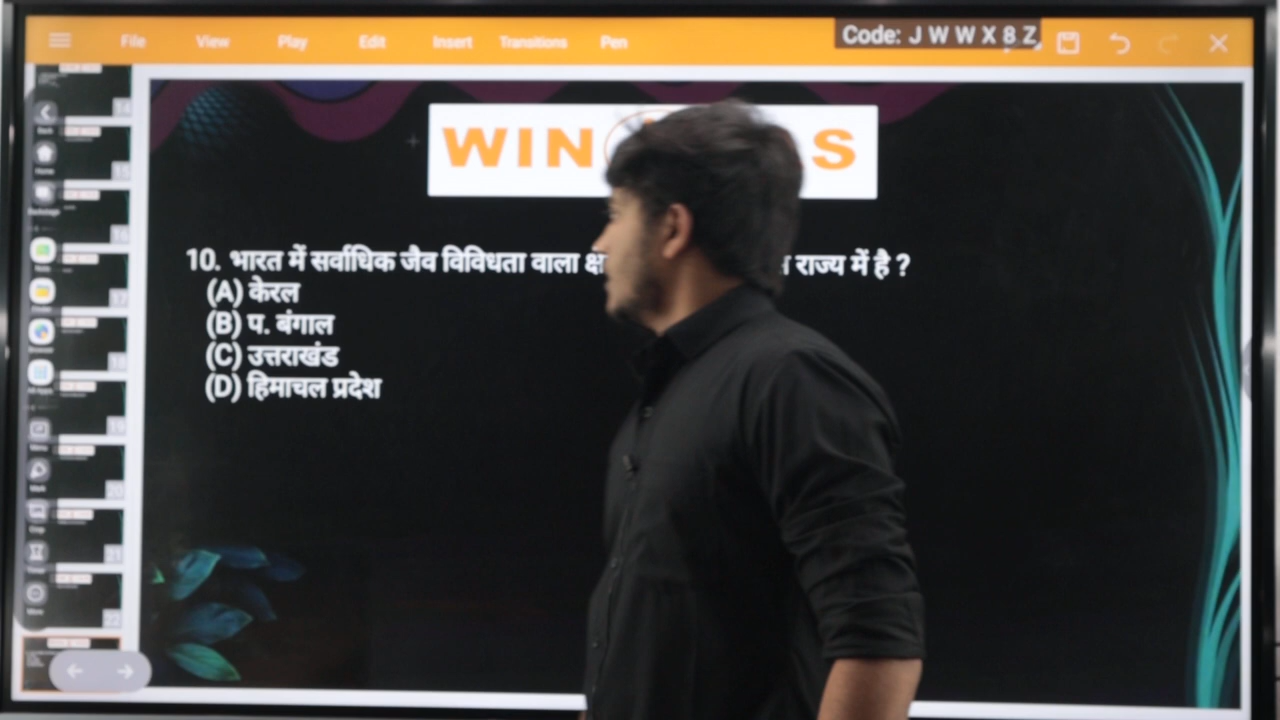 File View Play Edit Insert Transitions Pen
Code: J W W X 8 Z
WIN S
10. भारत में सर्वाधिक जैव विविधता वाला राज्य में है ?
(A) केरल
(B) प. बंगाल
(C) उत्तराखंड
(D) हिमाचल प्रदेश